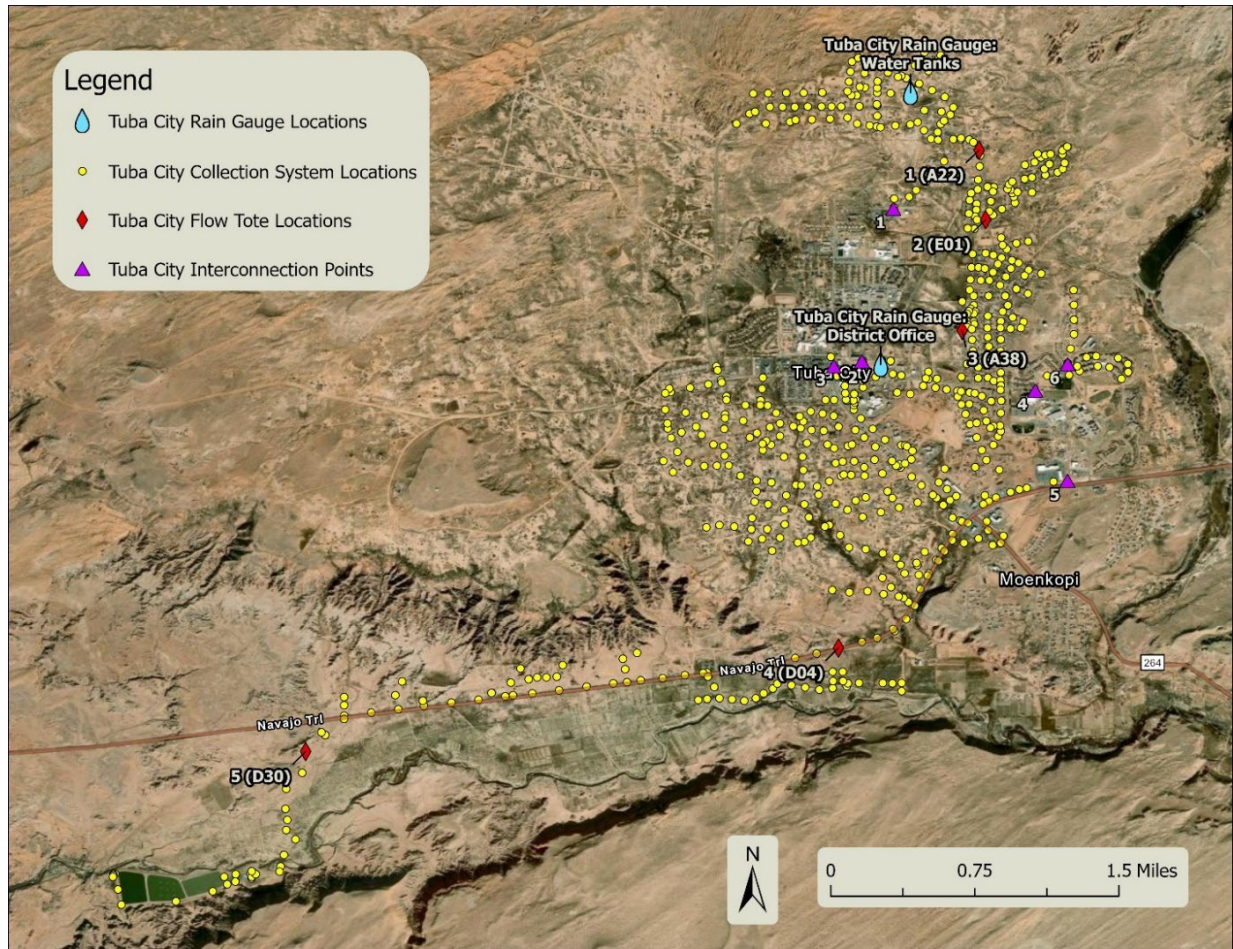 Tuba City Rain Gauge:
Water Tanks
Legend
Tuba City Rain Gauge Locations
Tuba City Collection System Locations
Tuba City Flow Tote Locations
Tuba City Interconnection Points
1 (A22)
1
2 (E01)
Tuba City Rain Gauge:
District Office
3 (A38)
3
2
6
4
5
Moenkopi
264
Navajo Trl
4 (D04)
Navajo Trl
5 (D30)
N
0
0.75
1.5 Miles